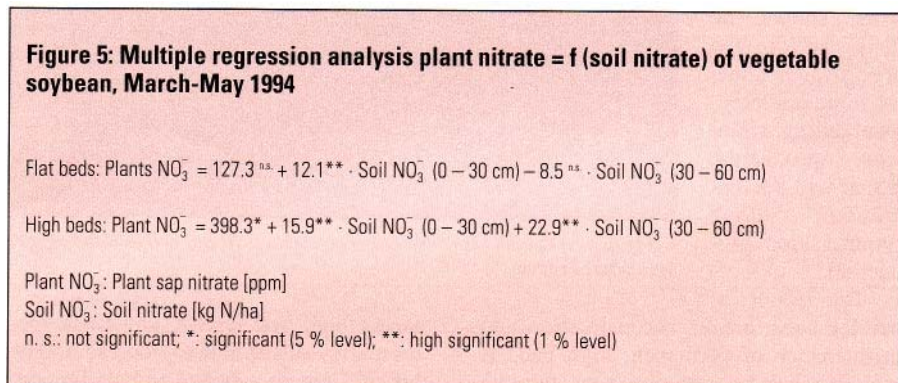 Figure 5: Multiple regression analysis plant nitrate = f (soil nitrate) of vegetable
soybean, March-May 1994
Flat beds: Plants NO₃⁻ = 127.3 ⁿ·ˢ· + 12.1** · Soil NO₃⁻ (0 – 30 cm) – 8.5 ⁿ·ˢ· · Soil NO₃⁻ (30 – 60 cm)
High beds: Plant NO₃⁻ = 398.3* + 15.9** · Soil NO₃⁻ (0 – 30 cm) + 22.9** · Soil NO₃⁻ (30 – 60 cm)
Plant NO₃⁻: Plant sap nitrate [ppm]
Soil NO₃⁻: Soil nitrate [kg N/ha]
n. s.: not significant; *: significant (5 % level); **: high significant (1 % level)